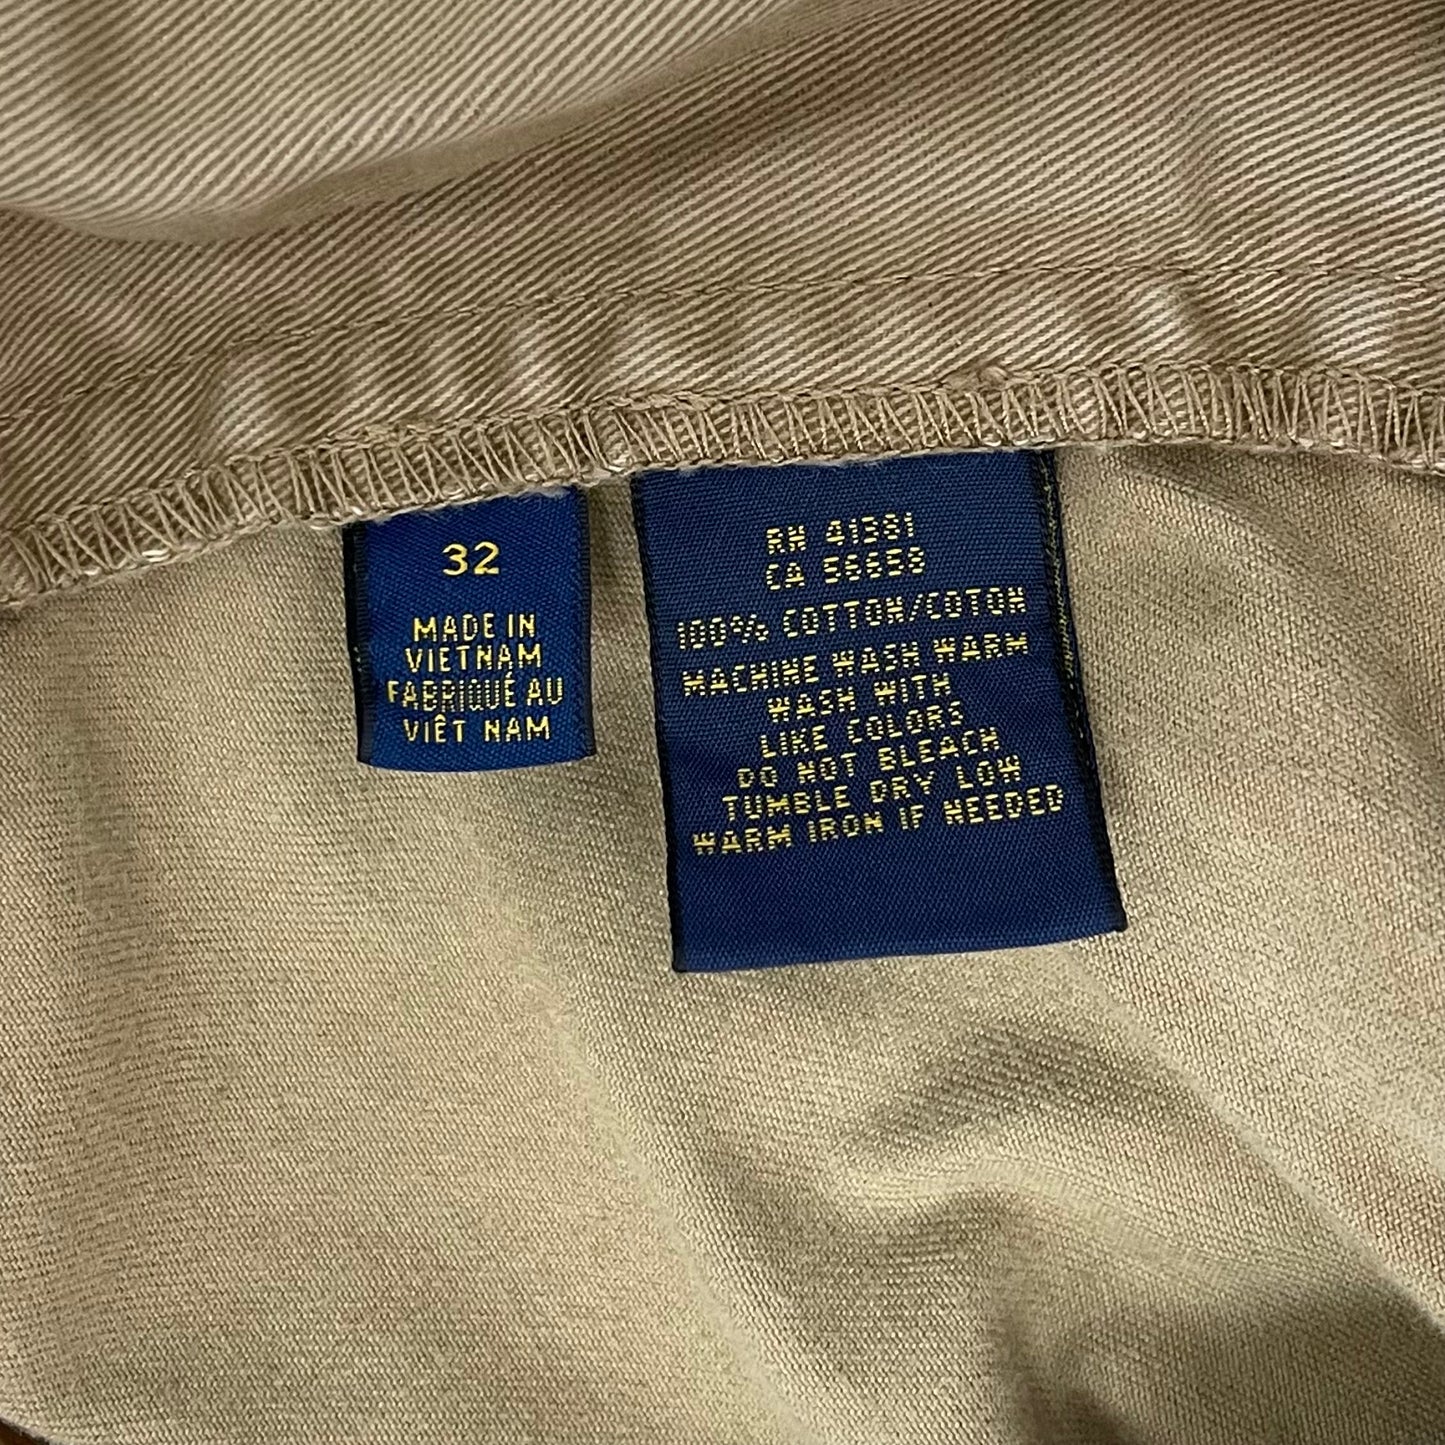 32
MADE IN
VIETNAM
FABRIQUÉ AU
VIÊT NAM
RN 41381
CA 56658
100% COTTON/COTON
MACHINE WASH WARM
WASH WITH
LIKE COLORS
DO NOT BLEACH
TUMBLE DRY LOW
WARM IRON IF NEEDED